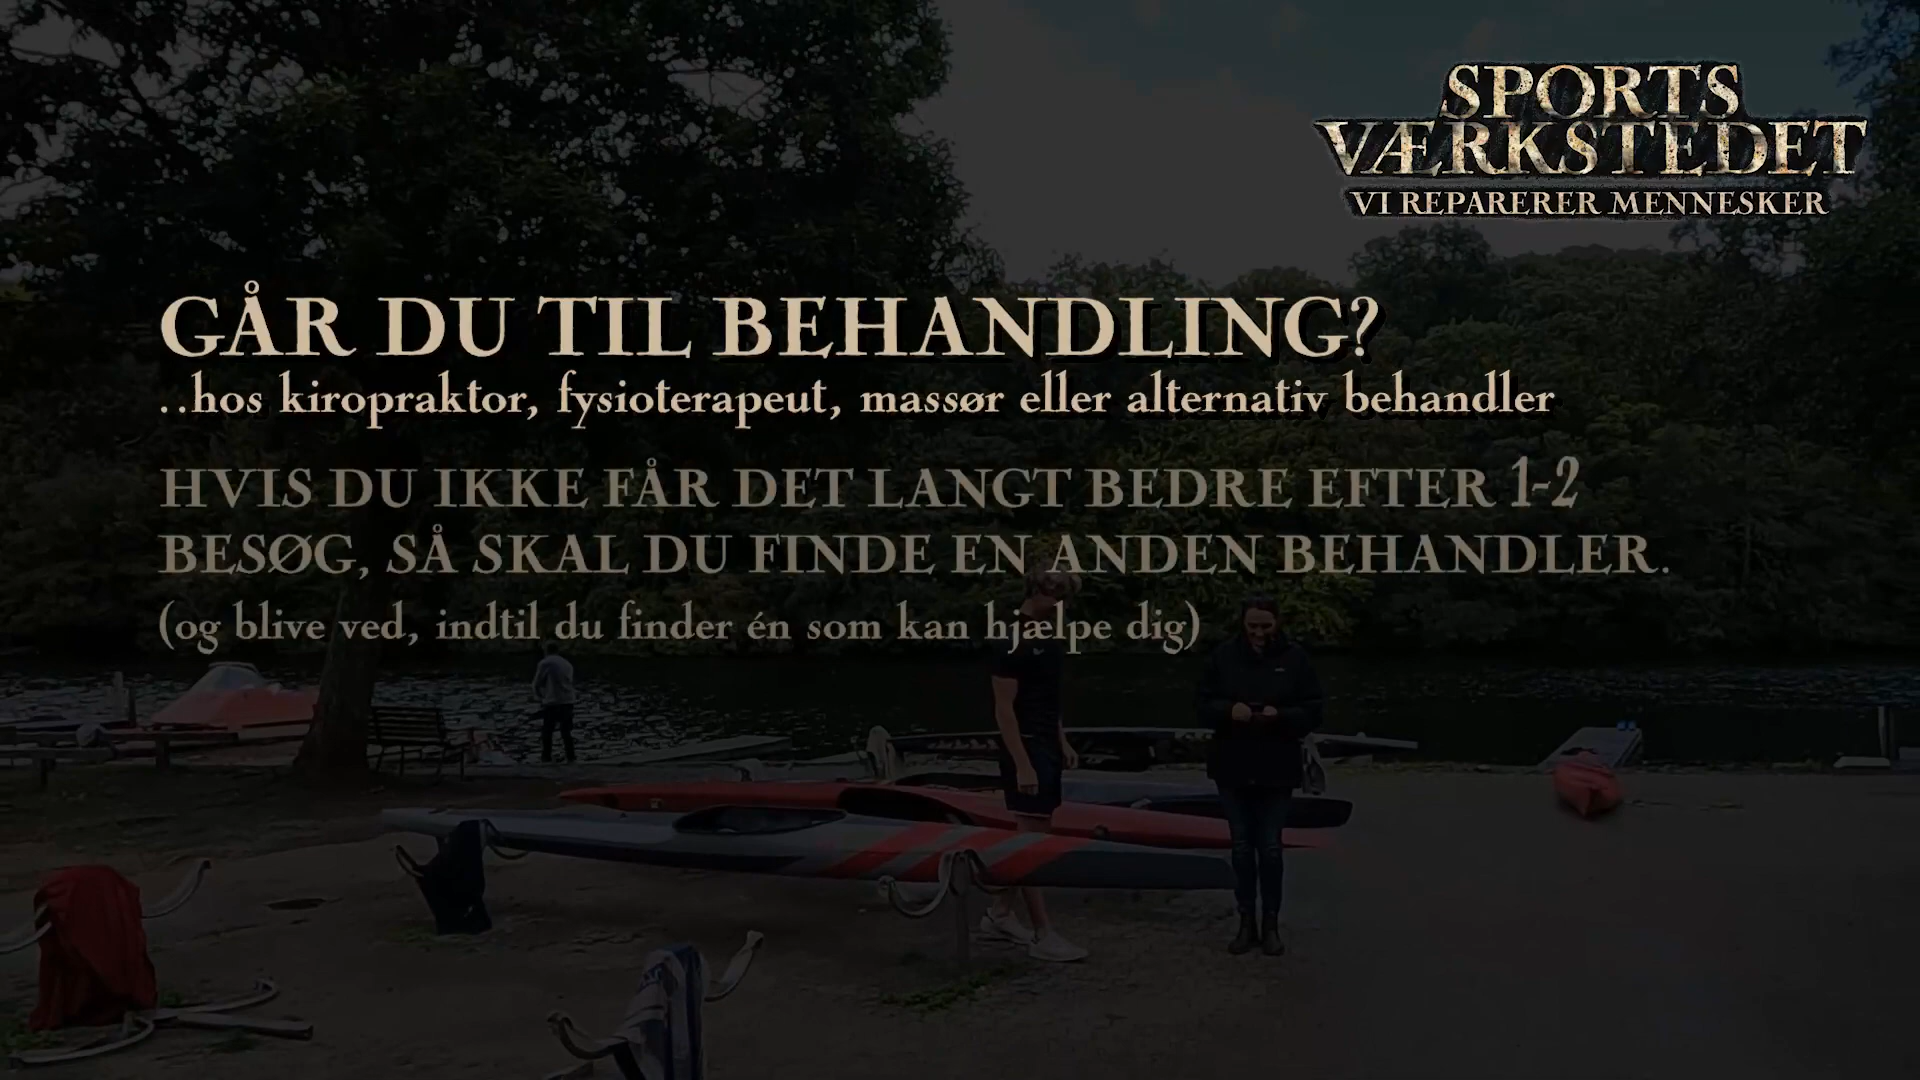 SPORTS
VÆRKSTEDET
VI REPARERER MENNESKER
GÅR DU TIL BEHANDLING?
..hos kiropraktor, fysioterapeut, massør eller alternativ behandler
HVIS DU IKKE FÅR DET LANGT BEDRE EFTER 1-2
BESØG, SÅ SKAL DU FINDE EN ANDEN BEHANDLER.
(og blive ved, indtil du finder én som kan hjælpe dig)